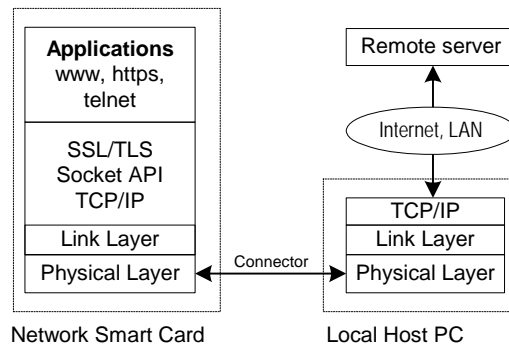 Applications
www, https,
telnet
SSL/TLS
Socket API
TCP/IP
Link Layer
Physical Layer
Network Smart Card
Connector
Remote server
Internet, LAN
TCP/IP
Link Layer
Physical Layer
Local Host PC